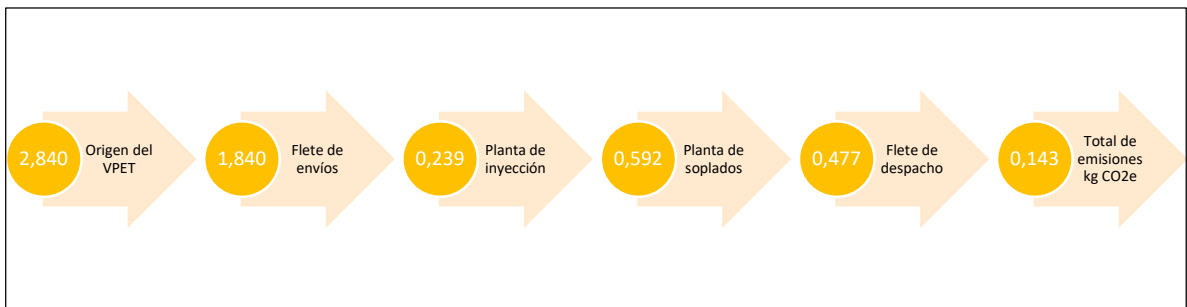 2,840
Origen del
VPET
1,840
Flete de
envíos
0,239
Planta de
inyección
0,592
Planta de
soplados
0,477
Flete de
despacho
0,143
Total de
emisiones
kg CO2e